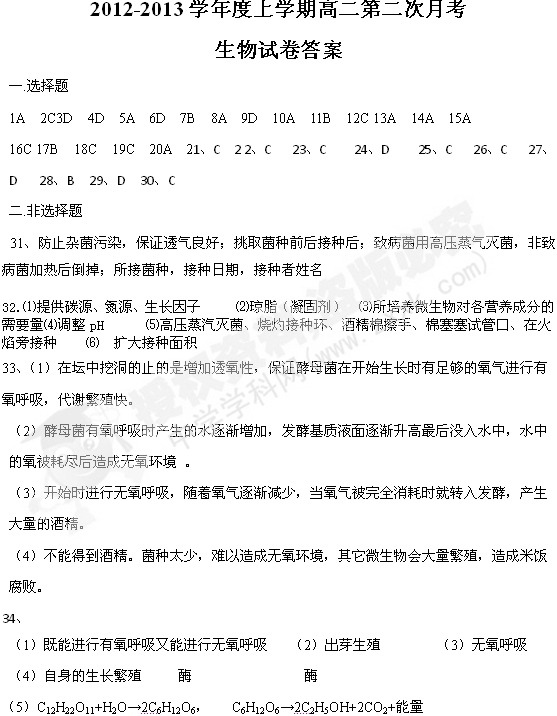 2012-2013学年度上学期高二第二次月考
生物试卷答案
一.选择题
1A 2C3D 4D 5A 6D 7B 8A 9D 10A 11B 12C 13A 14A 15A
16C 17B 18C 19C 20A 21、C 2 2、C 23、C 24、D 25、C 26、C 27、
D 28、B 29、D 30、C
二.非选择题
31、防止杂菌污染，保证透气良好；挑取菌种前后接种后；致病菌用高压蒸气灭菌，非致
病菌加热后倒掉；所接菌种，接种日期，接种者姓名
32.⑴提供碳源、氮源、生长因子 ⑵琼脂（凝固剂） ⑶所培养微生物对各营养成分的
需要量⑷调整 pH ⑸高压蒸汽灭菌、烧灼接种环、酒精棉擦手、棉塞塞试管口、在火
焰旁接种 ⑹ 扩大接种面积
33、（1）在坛中挖洞的止的是增加透氧性，保证酵母菌在开始生长时有足够的氧气进行有
氧呼吸，代谢繁殖快。
（2）酵母菌有氧呼吸时产生的水逐渐增加，发酵基质液面逐渐升高最后没入水中，水中
的氧被耗尽后造成无氧环境 。
（3）开始时进行无氧呼吸，随着氧气逐渐减少，当氧气被完全消耗时就转入发酵，产生
大量的酒精。
（4）不能得到酒精。菌种太少，难以造成无氧环境，其它微生物会大量繁殖，造成米饭
腐败。
34、
（1）既能进行有氧呼吸又能进行无氧呼吸 （2）出芽生殖 （3）无氧呼吸
（4）自身的生长繁殖 酶 酶
（5）C₁₂H₂₂O₁₁+H₂O→2C₆H₁₂O₆， C₆H₁₂O₆→2C₂H₅OH+2CO₂+能量